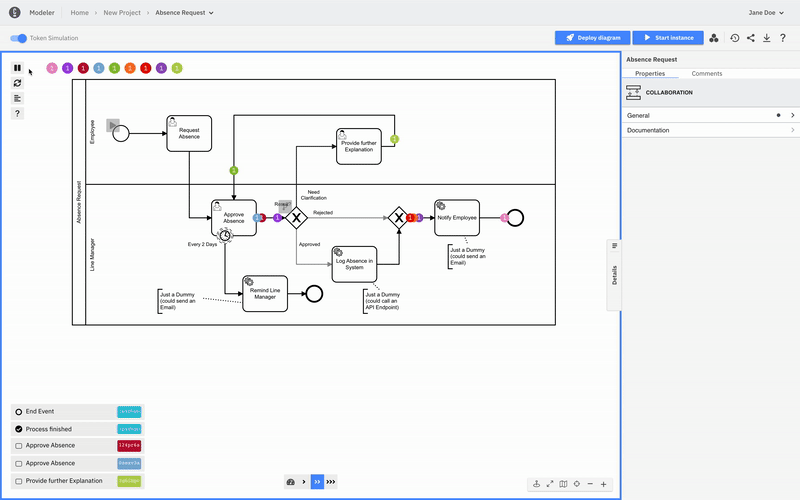 Modeler
Home
New Project
Absence Request
Jane Doe
Token Simulation
Deploy diagram
Start instance
?
Absence Request
Properties
Comments
COLLABORATION
General
Documentation
Details
1 1 1 1 1 1 1 1 1
?
Absence Request
Employee
Line Manager
Request
Absence
Provide further
Explanation
1
1
Need
Clarification
Approve
Absence
1
Rejected
Approved
1
1
Notify Employee
1
Every 2 Days
Log Absence in
System
Just a Dummy
(could send an
Email)
Remind Line
Manager
Just a Dummy
(could send an
Email)
Just a Dummy
(could call an
API Endpoint)
End Event
Process finished
Approve Absence
Approve Absence
Provide further Explanation